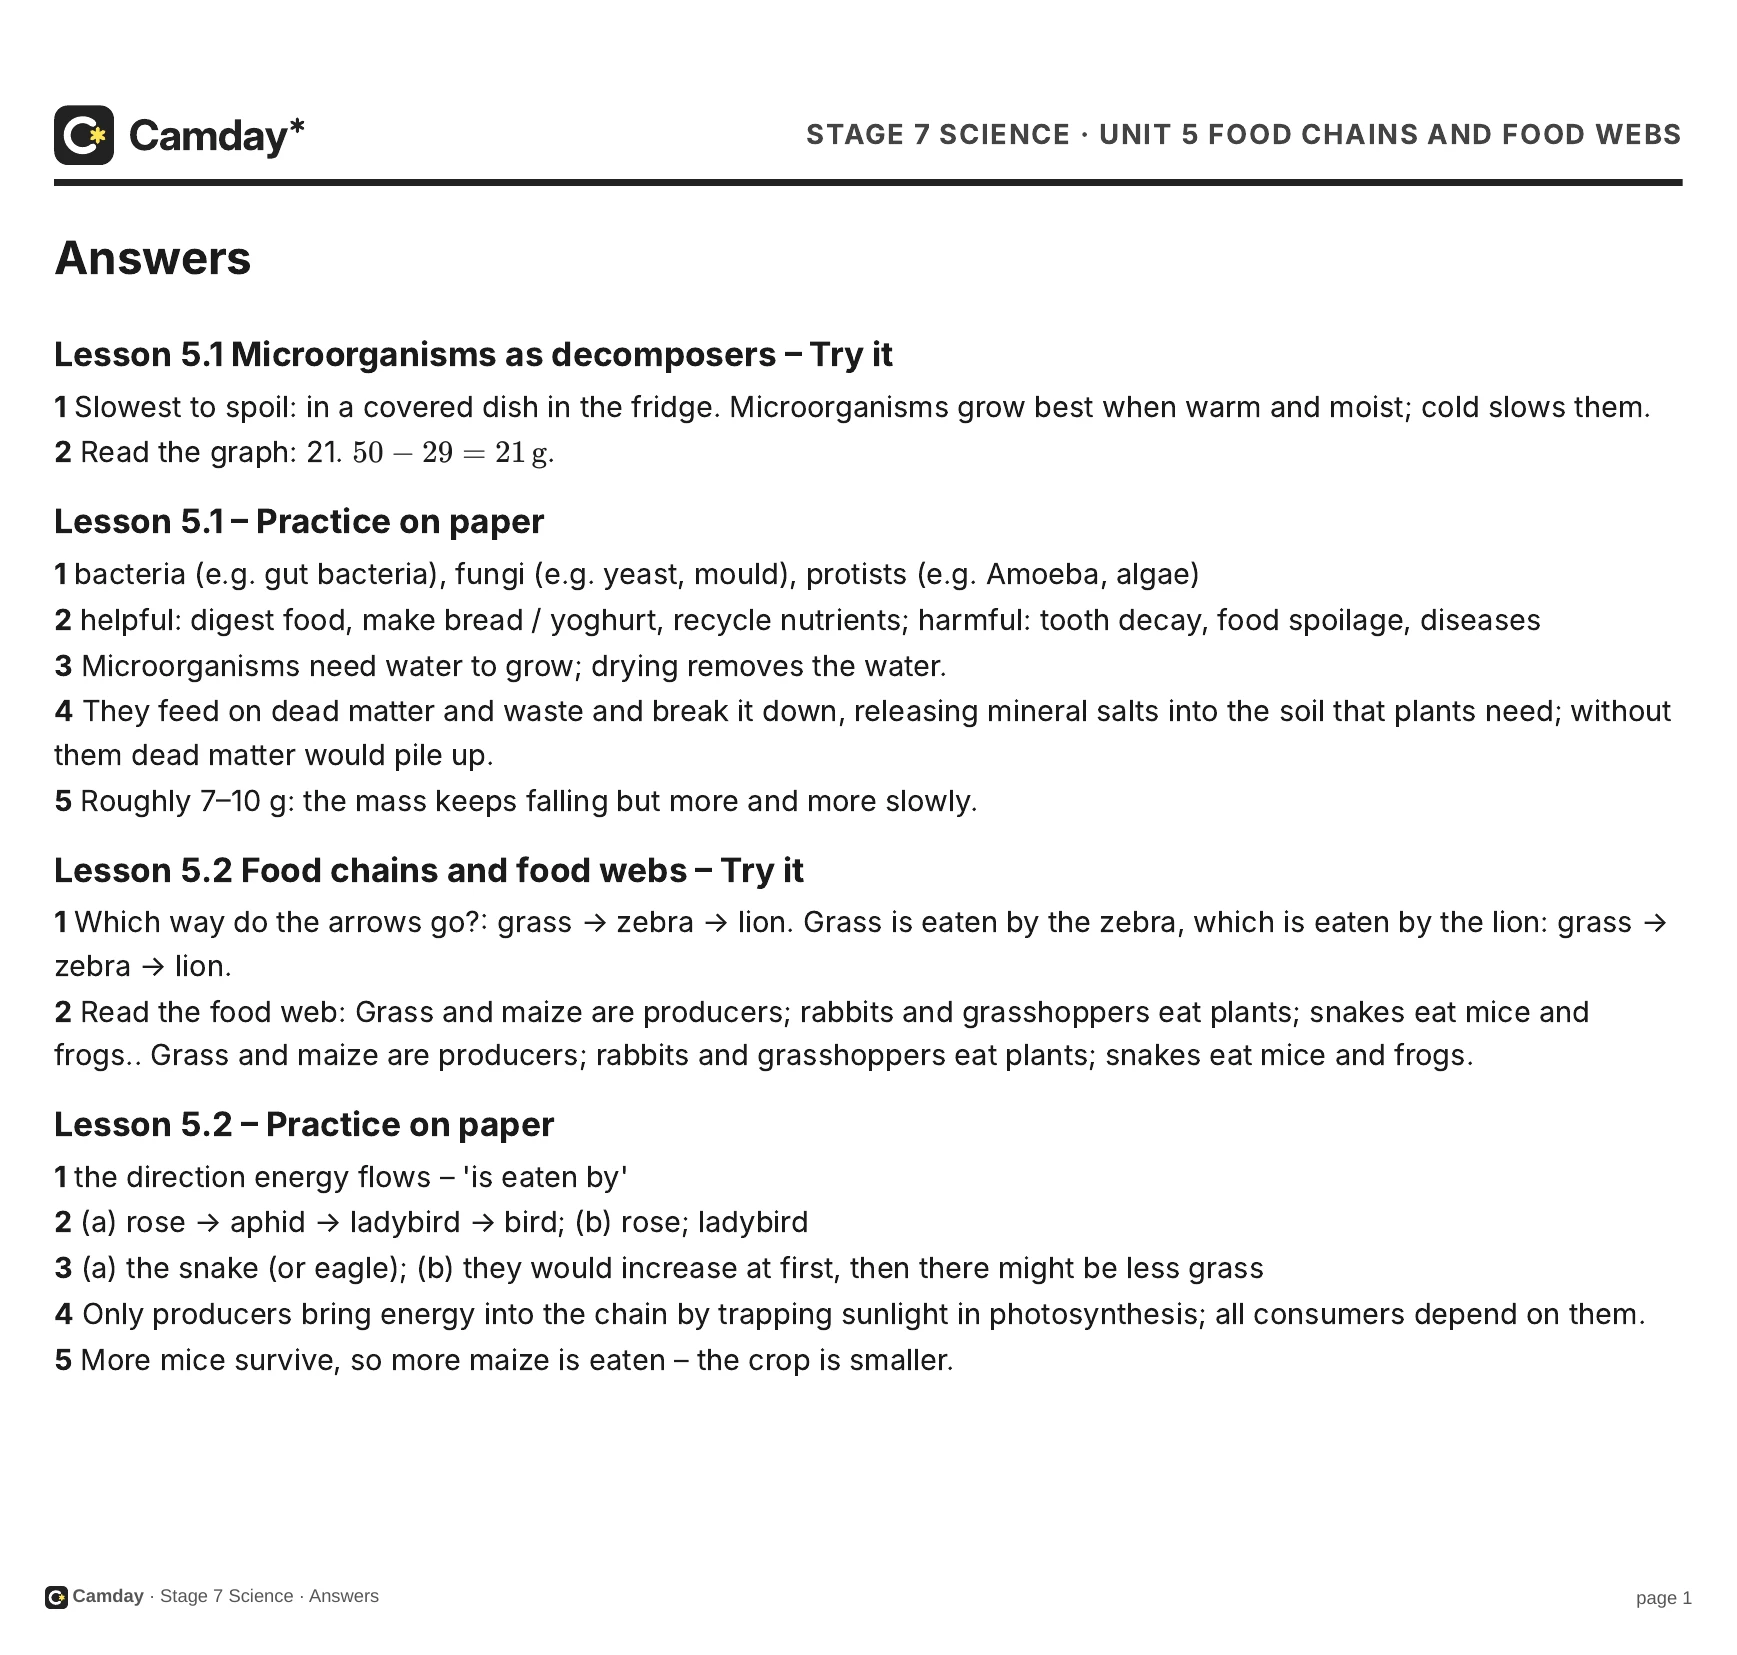 Camday*
STAGE 7 SCIENCE · UNIT 5 FOOD CHAINS AND FOOD WEBS
Answers
Lesson 5.1 Microorganisms as decomposers – Try it
1 Slowest to spoil: in a covered dish in the fridge. Microorganisms grow best when warm and moist; cold slows them.
2 Read the graph: 21. 50 − 29 = 21 g.
Lesson 5.1 – Practice on paper
1 bacteria (e.g. gut bacteria), fungi (e.g. yeast, mould), protists (e.g. Amoeba, algae)
2 helpful: digest food, make bread / yoghurt, recycle nutrients; harmful: tooth decay, food spoilage, diseases
3 Microorganisms need water to grow; drying removes the water.
4 They feed on dead matter and waste and break it down, releasing mineral salts into the soil that plants need; without
them dead matter would pile up.
5 Roughly 7–10 g: the mass keeps falling but more and more slowly.
Lesson 5.2 Food chains and food webs – Try it
1 Which way do the arrows go?: grass → zebra → lion. Grass is eaten by the zebra, which is eaten by the lion: grass →
zebra → lion.
2 Read the food web: Grass and maize are producers; rabbits and grasshoppers eat plants; snakes eat mice and
frogs.. Grass and maize are producers; rabbits and grasshoppers eat plants; snakes eat mice and frogs.
Lesson 5.2 – Practice on paper
1 the direction energy flows – 'is eaten by'
2 (a) rose → aphid → ladybird → bird; (b) rose; ladybird
3 (a) the snake (or eagle); (b) they would increase at first, then there might be less grass
4 Only producers bring energy into the chain by trapping sunlight in photosynthesis; all consumers depend on them.
5 More mice survive, so more maize is eaten – the crop is smaller.
Camday · Stage 7 Science · Answers
page 1